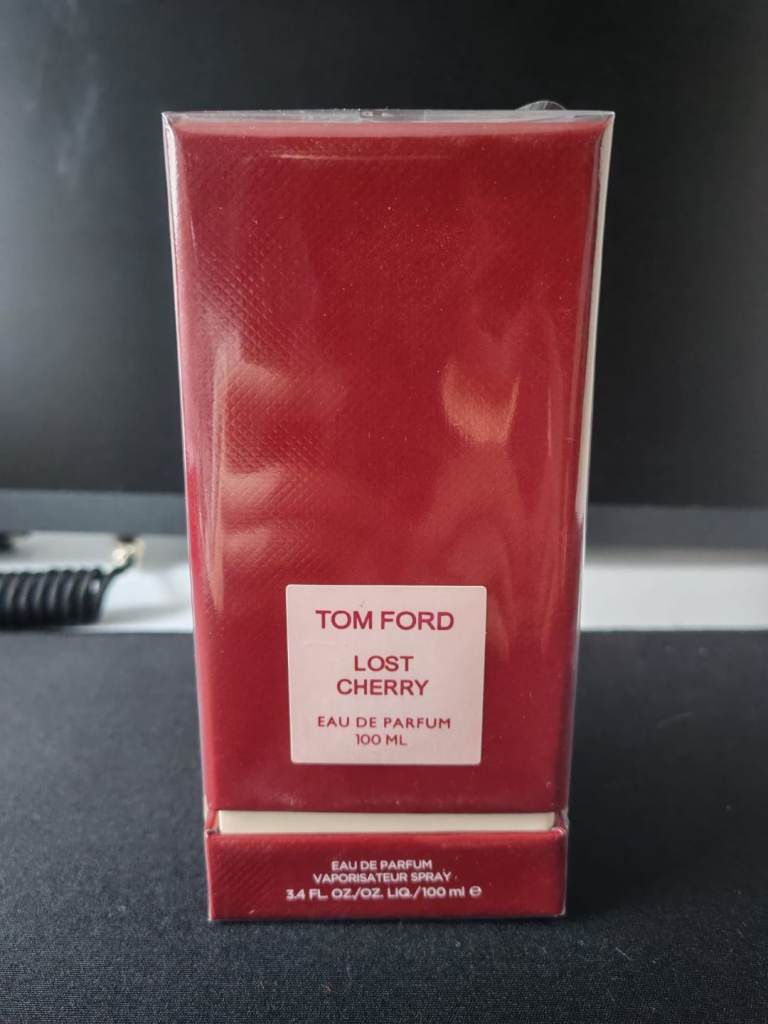 TOM FORD
LOST
CHERRY
EAU DE PARFUM
100 ML
EAU DE PARFUM
VAPORISATEUR SPRAY
3.4 FL. OZ./OZ. LIQ./100 ml ℮